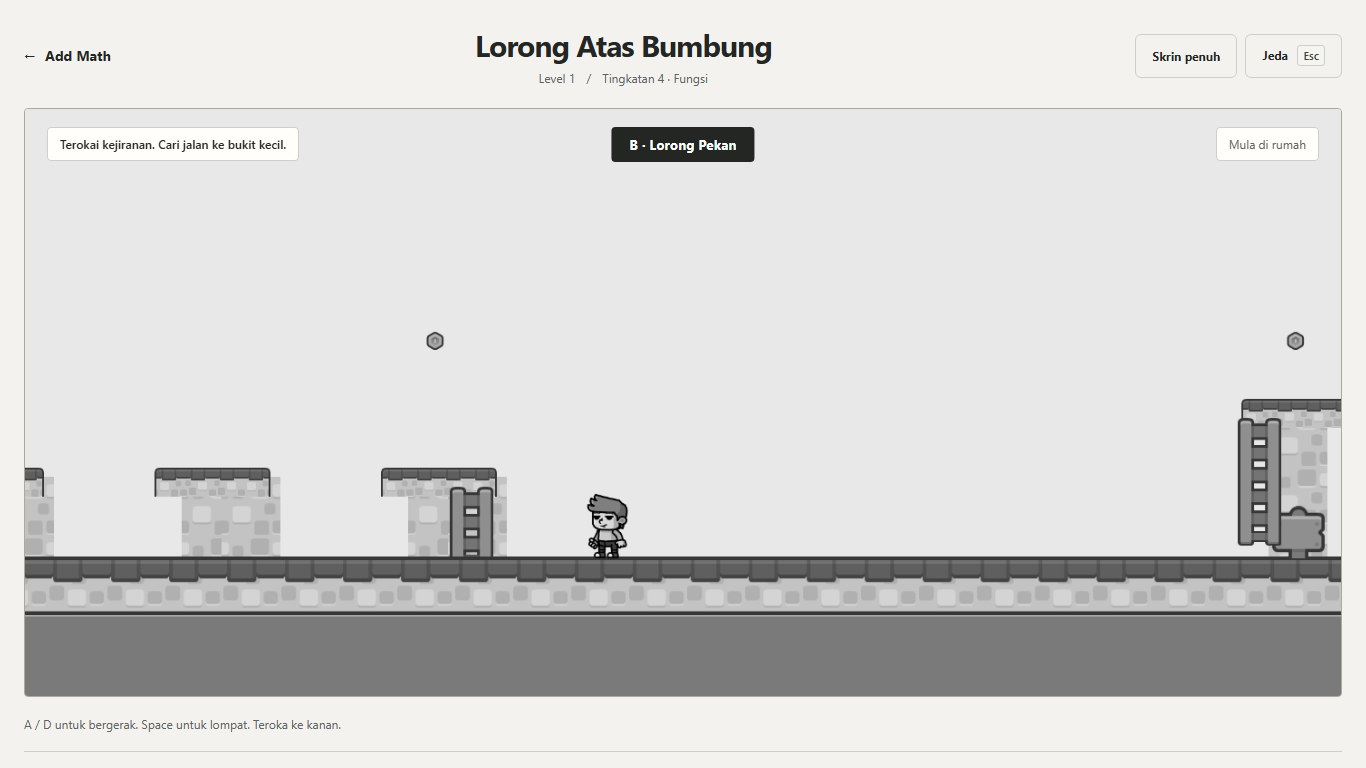 ← Add Math
Lorong Atas Bumbung
Level 1 / Tingkatan 4 · Fungsi
Skrin penuh
Jeda Esc
Terokai kejiranan. Cari jalan ke bukit kecil.
B · Lorong Pekan
Mula di rumah
A / D untuk bergerak. Space untuk lompat. Teroka ke kanan.